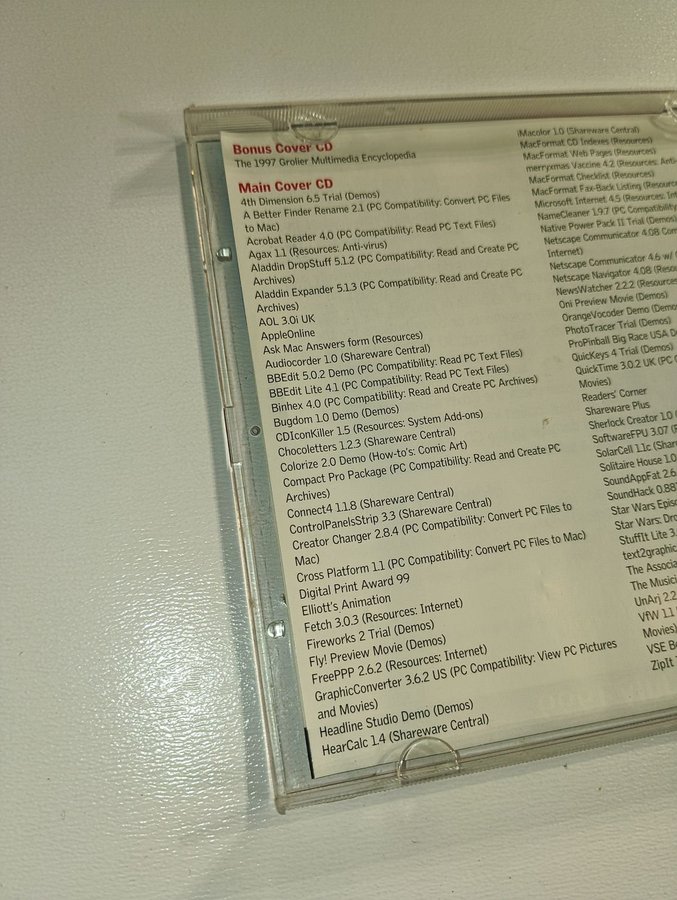 Bonus Cover CD
The 1997 Grolier Multimedia Encyclopedia
Main Cover CD
4th Dimension 6.5 Trial (Demos)
A Better Finder Rename 2.1 (PC Compatibility: Convert PC Files
to Mac)
Acrobat Reader 4.0 (PC Compatibility: Read PC Text Files)
Agax 1.1 (Resources: Anti-virus)
Aladdin DropStuff 5.1.2 (PC Compatibility: Read and Create PC
Archives)
Aladdin Expander 5.1.3 (PC Compatibility: Read and Create PC
Archives)
AOL 3.0i UK
AppleOnline
Ask Mac Answers form (Resources)
Audiocorder 1.0 (Shareware Central)
BBEdit 5.0.2 Demo (PC Compatibility: Read PC Text Files)
BBEdit Lite 4.1 (PC Compatibility: Read PC Text Files)
Binhex 4.0 (PC Compatibility: Read and Create PC Archives)
Bugdom 1.0 Demo (Demos)
CDIconKiller 1.5 (Resources: System Add-ons)
Chocoletters 1.2.3 (Shareware Central)
Colorize 2.0 Demo (How-to's: Comic Art)
Compact Pro Package (PC Compatibility: Read and Create PC
Archives)
Connect4 1.1.8 (Shareware Central)
ControlPanelsStrip 3.3 (Shareware Central)
Creator Changer 2.8.4 (PC Compatibility: Convert PC Files to
Mac)
Cross Platform 1.1 (PC Compatibility: Convert PC Files to Mac)
Digital Print Award 99
Elliott's Animation
Fetch 3.0.3 (Resources: Internet)
Fireworks 2 Trial (Demos)
Fly! Preview Movie (Demos)
FreePPP 2.6.2 (Resources: Internet)
GraphicConverter 3.6.2 US (PC Compatibility: View PC Pictures
and Movies)
Headline Studio Demo (Demos)
HearCalc 1.4 (Shareware Central)
iMacolor 1.0 (Shareware Central)
MacFormat CD Indexes (Resources)
MacFormat Web Pages (Resources)
merryxmas Vaccine 4.2 (Resources: Anti-
MacFormat Checklist (Resources)
MacFormat Fax-Back Listing (Resource
Microsoft Internet 4.5 (Resources: Int
NameCleaner 1.9.7 (PC Compatibility
Native Power Pack II Trial (Demos)
Netscape Communicator 4.08 Com
Internet)
Netscape Communicator 4.6 w/
Netscape Navigator 4.08 (Reso
NewsWatcher 2.2.2 (Resources
Oni Preview Movie (Demos)
OrangeVocoder Demo (Demo
PhotoTracer Trial (Demos)
ProPinball Big Race USA D
QuicKeys 4 Trial (Demos)
QuickTime 3.0.2 UK (PC C
Movies)
Readers' Corner
Shareware Plus
Sherlock Creator 1.0
SoftwareFPU 3.07 (
SolarCell 1.1c (Shar
Solitaire House 1.0
SoundAppFat 2.6.
SoundHack 0.88
Star Wars Epis
Star Wars: Dro
StuffIt Lite 3.
text2graphic
The Associa
The Musici
UnArj 2.2
VfW 1.1
Movies)
VSE Be
ZipIt